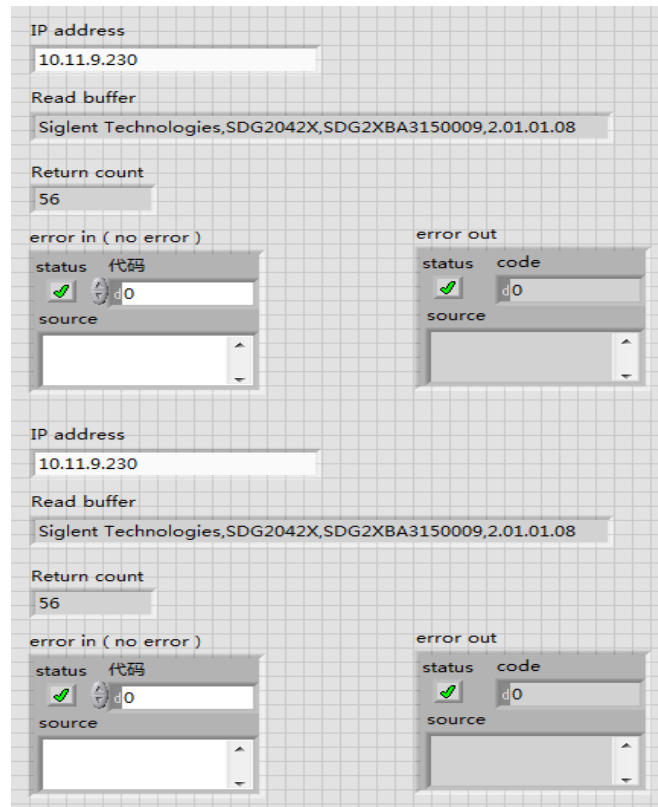 IP address
10.11.9.230
Read buffer
Siglent Technologies,SDG2042X,SDG2XBA3150009,2.01.01.08
Return count
56
error in ( no error )
error out
status 代码
status code
d 0
d 0
source
source
IP address
10.11.9.230
Read buffer
Siglent Technologies,SDG2042X,SDG2XBA3150009,2.01.01.08
Return count
56
error in ( no error )
error out
status 代码
status code
d 0
d 0
source
source